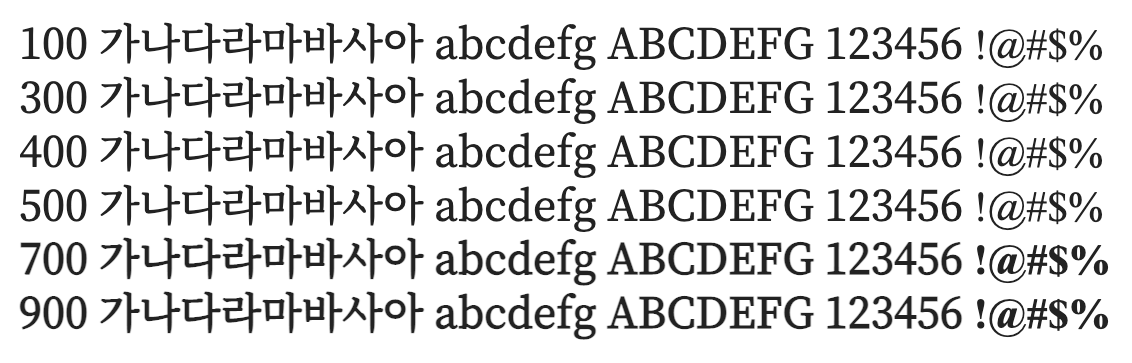 100 가나다라마바사아 abcdefg ABCDEFG 123456 !@#$%
300 가나다라마바사아 abcdefg ABCDEFG 123456 !@#$%
400 가나다라마바사아 abcdefg ABCDEFG 123456 !@#$%
500 가나다라마바사아 abcdefg ABCDEFG 123456 !@#$%
700 가나다라마바사아 abcdefg ABCDEFG 123456 !@#$%
900 가나다라마바사아 abcdefg ABCDEFG 123456 !@#$%